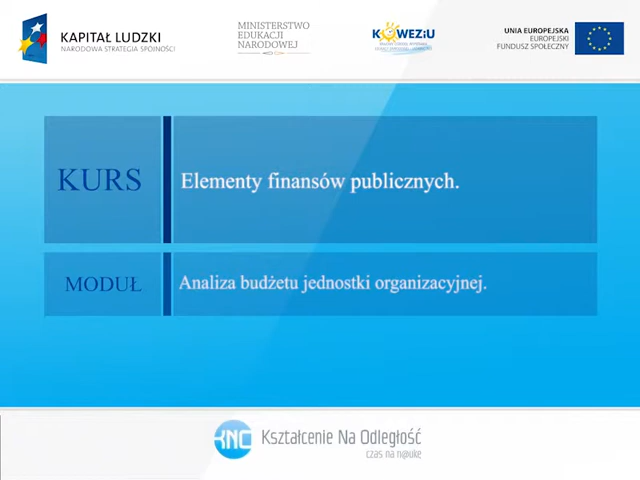 KAPITAŁ LUDZKI
NARODOWA STRATEGIA SPÓJNOŚCI
MINISTERSTWO
EDUKACJI
NARODOWEJ
KOWEZiU
UNIA EUROPEJSKA
EUROPEJSKI
FUNDUSZ SPOŁECZNY
KURS
Elementy finansów publicznych.
MODUŁ
Analiza budżetu jednostki organizacyjnej.
KNO Kształcenie Na Odległość
czas na n@ukę